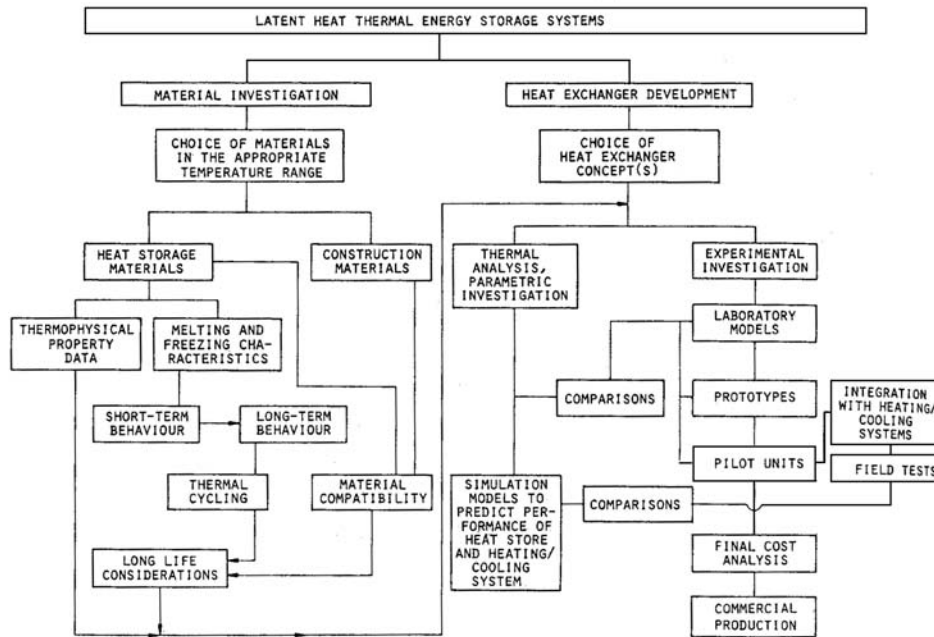 LATENT HEAT THERMAL ENERGY STORAGE SYSTEMS
MATERIAL INVESTIGATION
HEAT EXCHANGER DEVELOPMENT
CHOICE OF MATERIALS
IN THE APPROPRIATE
TEMPERATURE RANGE
CHOICE OF
HEAT EXCHANGER
CONCEPT(S)
HEAT STORAGE
MATERIALS
CONSTRUCTION
MATERIALS
THERMAL
ANALYSIS,
PARAMETRIC
INVESTIGATION
EXPERIMENTAL
INVESTIGATION
THERMOPHYSICAL
PROPERTY
DATA
MELTING AND
FREEZING CHA-
RACTERISTICS
LABORATORY
MODELS
COMPARISONS
PROTOTYPES
INTEGRATION
WITH HEATING/
COOLING
SYSTEMS
SHORT-TERM
BEHAVIOUR
LONG-TERM
BEHAVIOUR
PILOT UNITS
FIELD TESTS
THERMAL
CYCLING
MATERIAL
COMPATIBILITY
SIMULATION
MODELS TO
PREDICT PER-
FORMANCE OF
HEAT STORE
AND HEATING/
COOLING
SYSTEM
COMPARISONS
LONG LIFE
CONSIDERATIONS
FINAL COST
ANALYSIS
COMMERCIAL
PRODUCTION